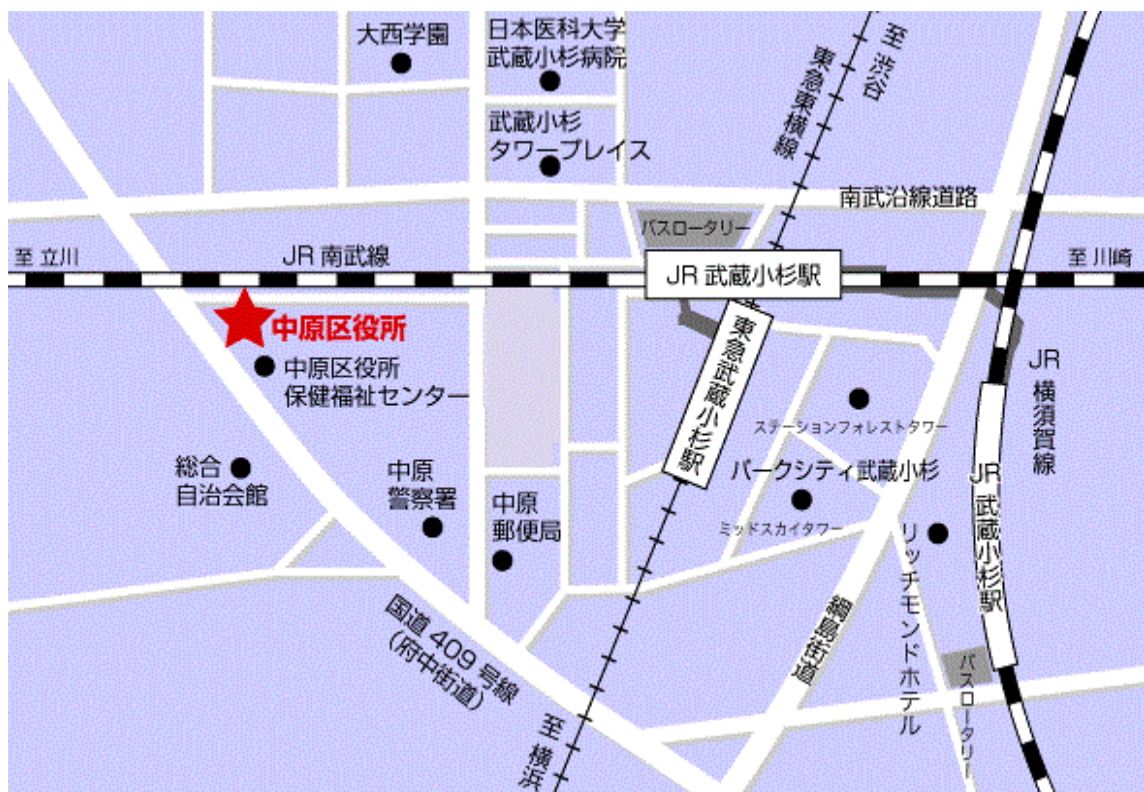 大西学園
日本医科大学
武蔵小杉病院
至 渋谷
東急東横線
武蔵小杉
タワープレイス
南武沿線道路
バスロータリー
至 立川
JR 南武線
JR 武蔵小杉駅
至 川崎
中原区役所
中原区役所
保健福祉センター
東急武蔵小杉駅
JR 横須賀線
ステーションフォレストタワー
パークシティ武蔵小杉
ミッドスカイタワー
総合
自治会館
中原
警察署
中原
郵便局
リッチモンドホテル
JR 武蔵小杉駅
国道 409 号線
(府中街道)
綱島街道
バスロータリー
至 横浜